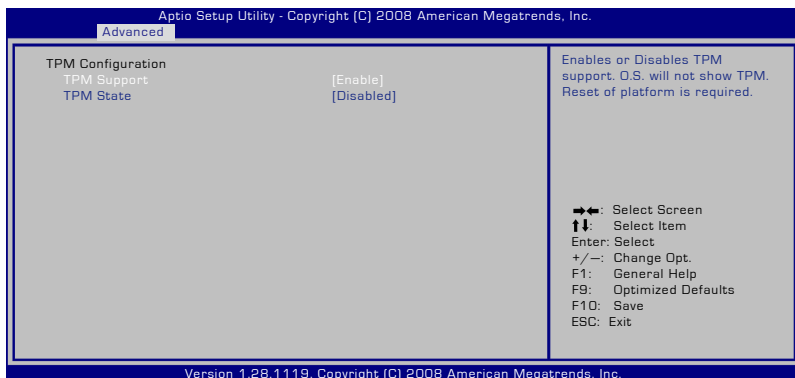 Aptio Setup Utility - Copyright (C) 2008 American Megatrends, Inc.
Advanced
TPM Configuration
TPM Support [Enable]
TPM State [Disabled]
Enables or Disables TPM
support. O.S. will not show TPM.
Reset of platform is required.
→←: Select Screen
↑↓: Select Item
Enter: Select
+/—: Change Opt.
F1: General Help
F9: Optimized Defaults
F10: Save
ESC: Exit
Version 1.28.1119. Copyright (C) 2008 American Megatrends, Inc.